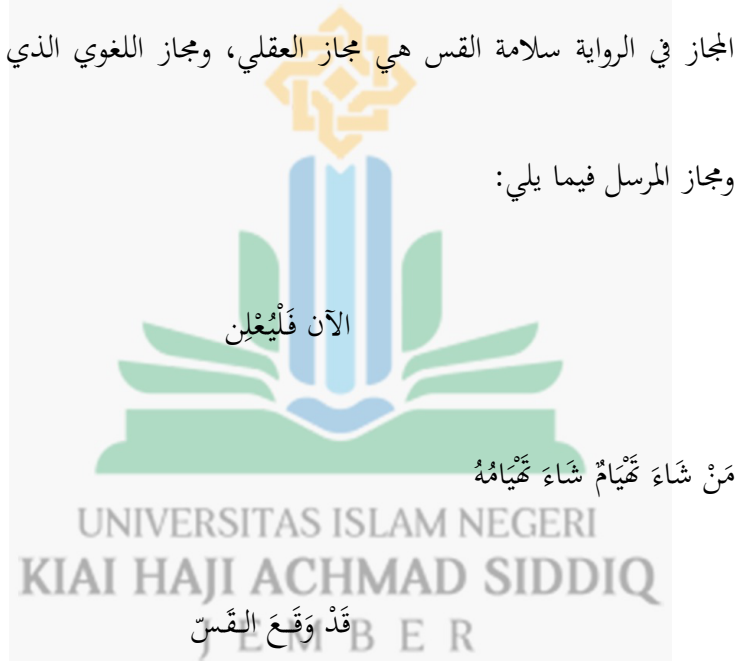 المجاز في الرواية سلامة القس هي مجاز العقلي، ومجاز اللغوي الذي
ومجاز المرسل فيما يلي:
الآن فَلْيُعْلِن
مَنْ شَاءَ تَهْيَامٌ شَاءَ تَهْيَامُهُ
UNIVERSITAS ISLAM NEGERI
KIAI HAJI ACHMAD SIDDIQ
قَدْ وَقَعَ القَسّ
J E M B E R